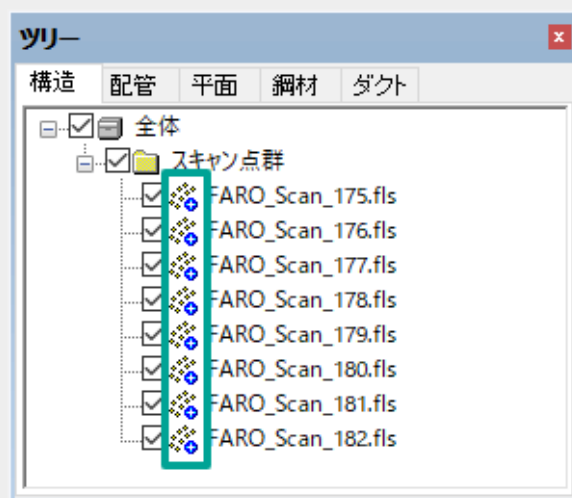 ツリー
構造 配管 平面 鋼材 ダクト
全体
スキャン点群
FARO_Scan_175.fls
FARO_Scan_176.fls
FARO_Scan_177.fls
FARO_Scan_178.fls
FARO_Scan_179.fls
FARO_Scan_180.fls
FARO_Scan_181.fls
FARO_Scan_182.fls